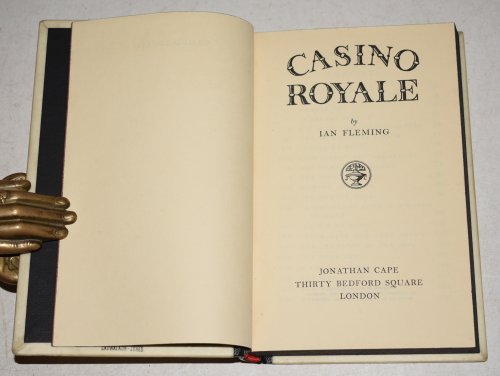 CASINO
ROYALE
by
IAN FLEMING
JONATHAN CAPE
THIRTY BEDFORD SQUARE
LONDON